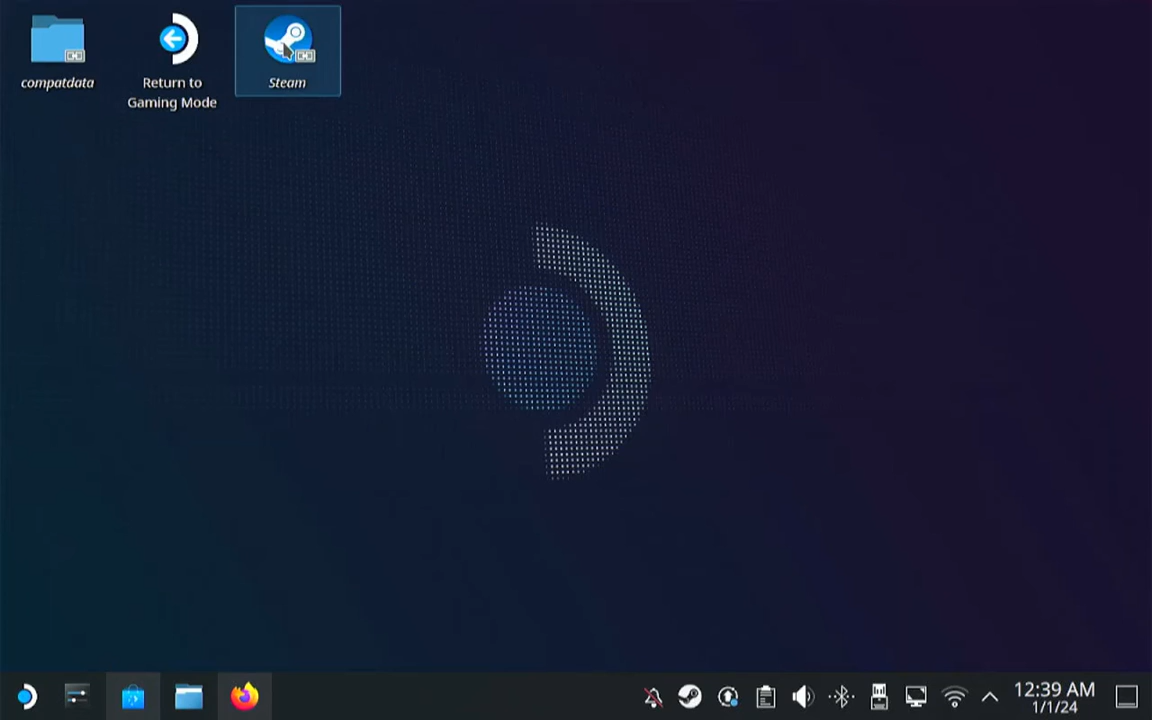 compatdata
Return to
Gaming Mode
Steam
12:39 AM
1/1/24